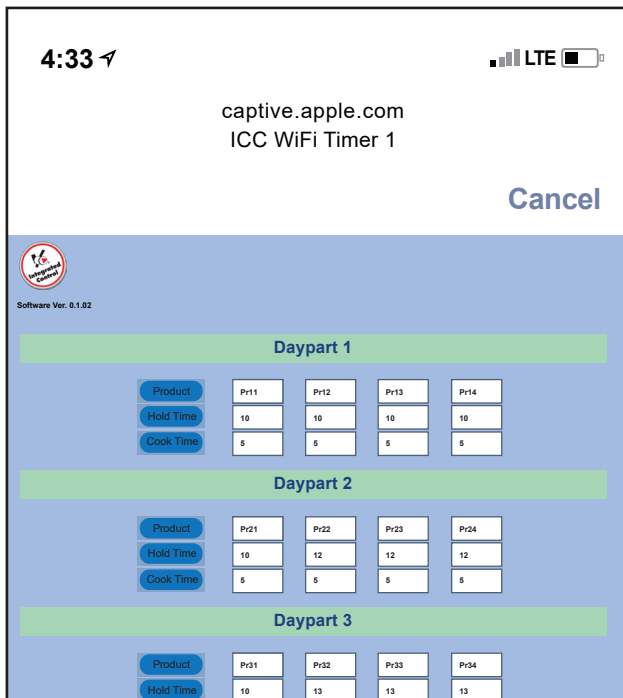 4:33 LTE
captive.apple.com
ICC WiFi Timer 1
Cancel
Integrated
Control
Software Ver. 0.1.02
Daypart 1
Product Pr11 Pr12 Pr13 Pr14
Hold Time 10 10 10 10
Cook Time 5 5 5 5
Daypart 2
Product Pr21 Pr22 Pr23 Pr24
Hold Time 10 12 12 12
Cook Time 5 5 5 5
Daypart 3
Product Pr31 Pr32 Pr33 Pr34
Hold Time 10 13 13 13